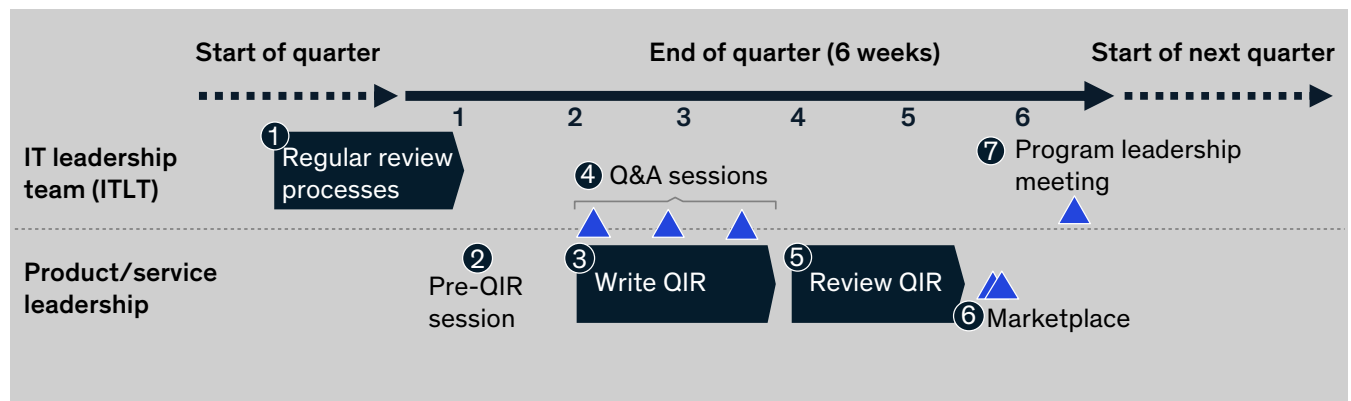 Start of quarter
End of quarter (6 weeks)
Start of next quarter
1
2
3
4
5
6
IT leadership
team (ITLT)
1
Regular review
processes
4 Q&A sessions
7 Program leadership
meeting
Product/service
leadership
2
Pre-QIR
session
3
Write QIR
5
Review QIR
6 Marketplace